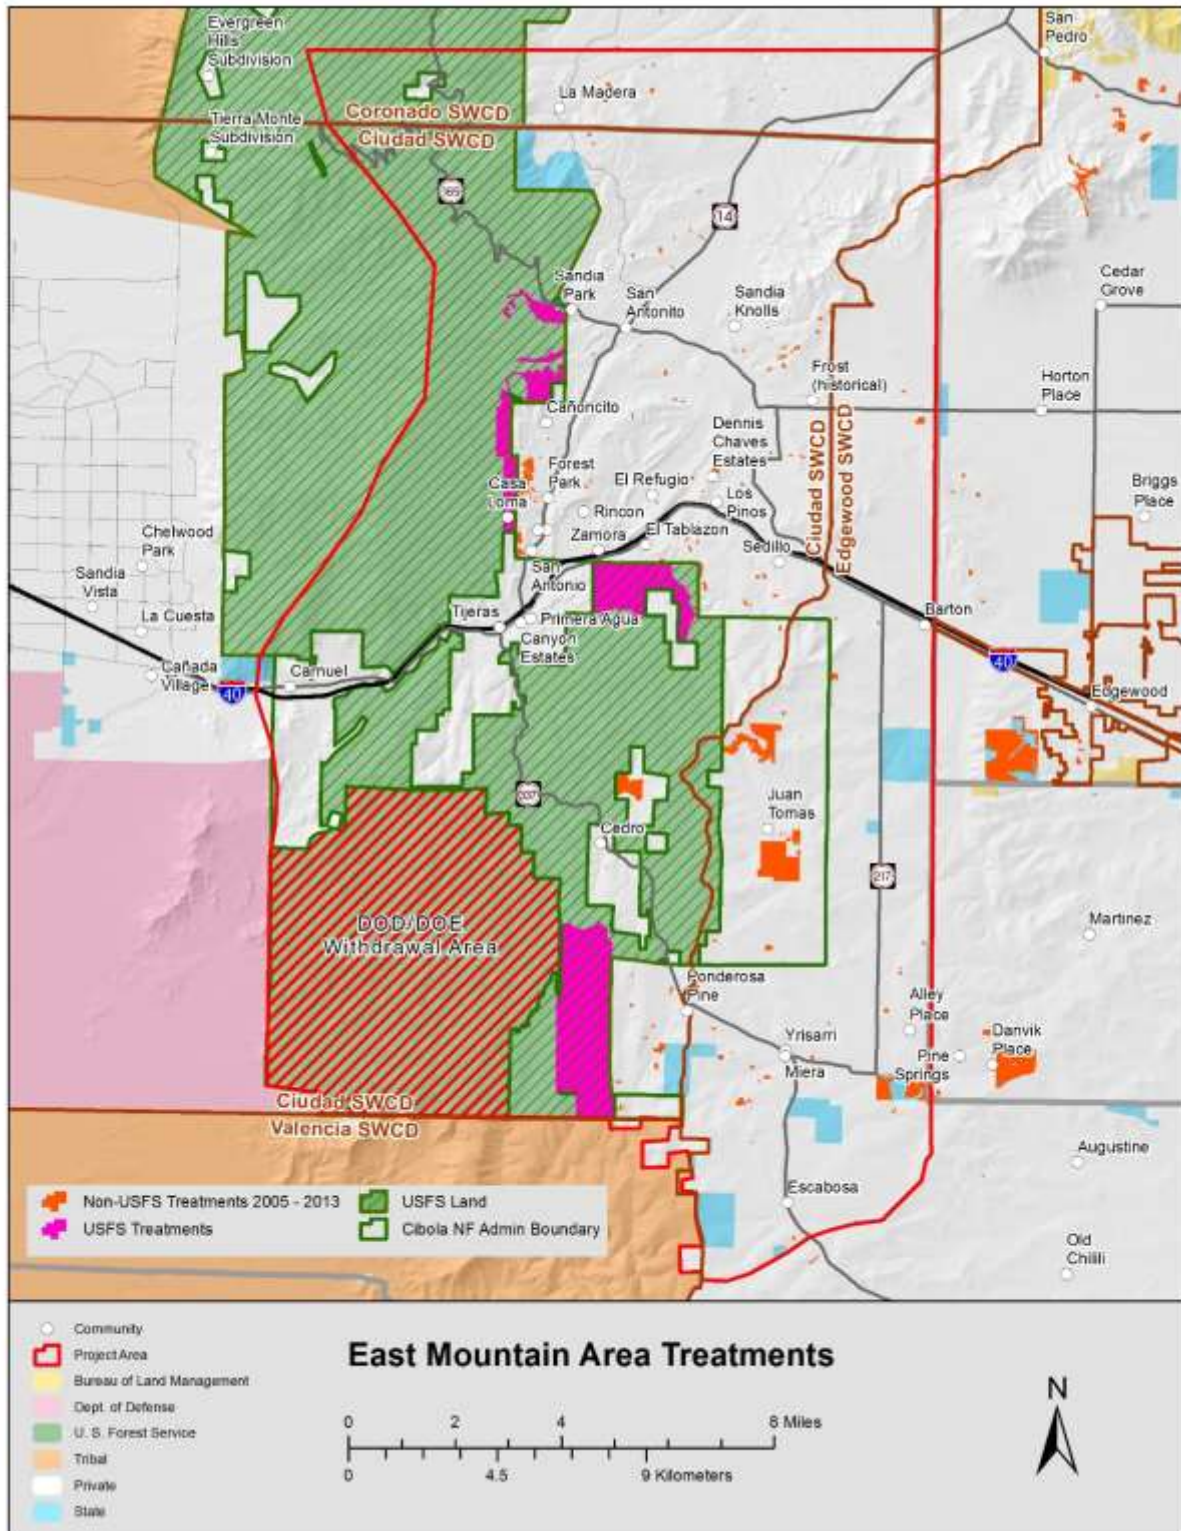 Evergreen
Hills
Subdivision
San
Pedro
La Madera
Coronado SWCD
Ciudad SWCD
Tierra Monte
Subdivision
165
14
Sandia
Park
San
Antonito
Sandia
Knolls
Cedar
Grove
Frost
(historical)
Horton
Place
Cañoncito
Dennis
Chaves
Estates
Ciudad SWCD
Edgewood SWCD
Forest
Park
El Refugio
Briggs
Place
Casa
Loma
Los
Pinos
Rincon
Chelwood
Park
Zamora
El Tablazon
Sedillo
Sandia
Vista
San
Antonio
La Cuesta
Tijeras
Primera Agua
Barton
Canyon
Estates
Cañada
Village
40
Carnuel
40
Edgewood
337
Juan
Tomas
Cedro
217
DOD/DOE
Withdrawal Area
Martinez
Ponderosa
Pine
Alley
Place
Yrisarri
Danvik
Place
Miera
Pine
Springs
Ciudad SWCD
Valencia SWCD
Augustine
Escabosa
Old
Chilili
Non-USFS Treatments 2005 - 2013
USFS Land
USFS Treatments
Cibola NF Admin Boundary
Community
Project Area
Bureau of Land Management
Dept. of Defense
U. S. Forest Service
Tribal
Private
State
East Mountain Area Treatments
0 2 4 8 Miles
0 4.5 9 Kilometers
N